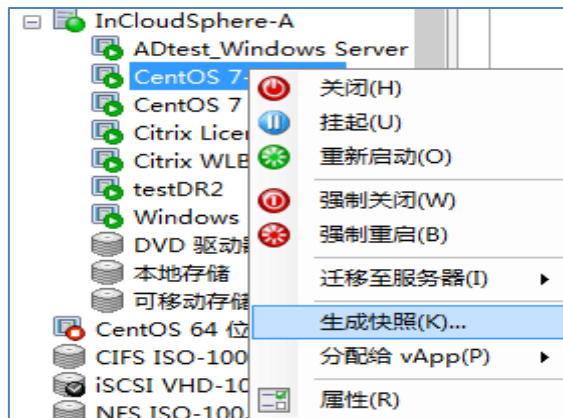 InCloudSphere-A
ADtest_Windows Server
CentOS 7-
CentOS 7
Citrix Licen
Citrix WLB
testDR2
Windows
DVD 驱动器
本地存储
可移动存储
CentOS 64 位
CIFS ISO-100
iSCSI VHD-10
NFS ISO-100.
关闭(H)
挂起(U)
重新启动(O)
强制关闭(W)
强制重启(B)
迁移至服务器(I)
生成快照(K)...
分配给 vApp(P)
属性(R)